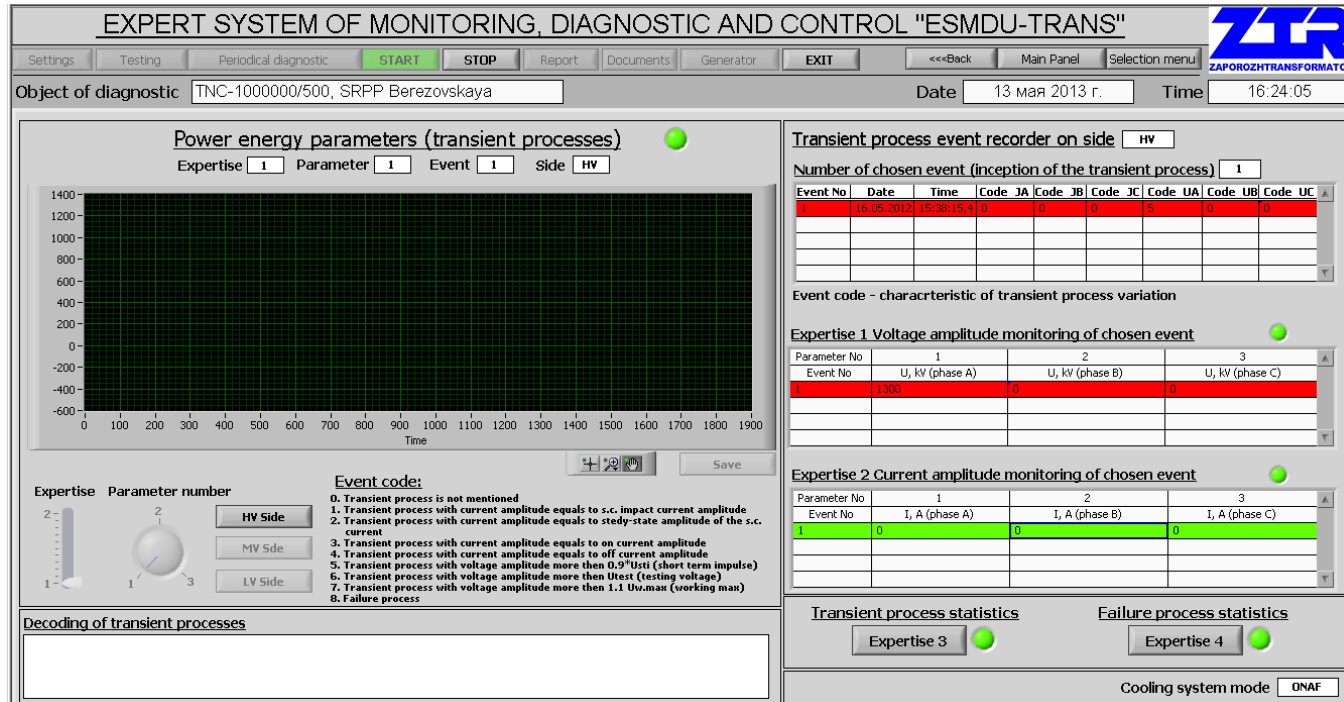 EXPERT SYSTEM OF MONITORING, DIAGNOSTIC AND CONTROL "ESMDU-TRANS"
ZTR
ZAPOROZHTRANSFORMATO
Settings Testing Periodical diagnostic START STOP Report Documents Generator EXIT <<<Back Main Panel Selection menu
Object of diagnostic TNC-1000000/500, SRPP Berezovskaya Date 13 мая 2013 г. Time 16:24:05
Power energy parameters (transient processes)
Expertise 1 Parameter 1 Event 1 Side HV
1400
1200
1000
800
600
400
200
0
-200
-400
-600
0 100 200 300 400 500 600 700 800 900 1000 1100 1200 1300 1400 1500 1600 1700 1800 1900
Time
Save
Expertise Parameter number
2
1
2
1 3
HV Side
MV Sde
LV Side
Event code:
0. Transient process is not mentioned
1. Transient process with current amplitude equals to s.c. impact current amplitude
2. Transient process with current amplitude equals to stedy-state amplitude of the s.c.
current
3. Transient process with current amplitude equals to on current amplitude
4. Transient process with current amplitude equals to off current amplitude
5. Transient process with voltage amplitude more then 0.9*Usti (short term impulse)
6. Transient process with voltage amplitude more then Utest (testing voltage)
7. Transient process with voltage amplitude more then 1.1 Uw.max (working max)
8. Failure process
Decoding of transient processes
Transient process event recorder on side HV
Number of chosen event (inception of the transient process) 1
Event No Date Time Code JA Code JB Code JC Code UA Code UB Code UC
1 16.05.2012 15:38:15,4 0 0 0 5 0 0
Event code - characrteristic of transient process variation
Expertise 1 Voltage amplitude monitoring of chosen event
Parameter No 1 2 3
Event No U, kV (phase A) U, kV (phase B) U, kV (phase C)
1 1300 0 0
Expertise 2 Current amplitude monitoring of chosen event
Parameter No 1 2 3
Event No I, A (phase A) I, A (phase B) I, A (phase C)
1 0 0 0
Transient process statistics Failure process statistics
Expertise 3 Expertise 4
Cooling system mode ONAF